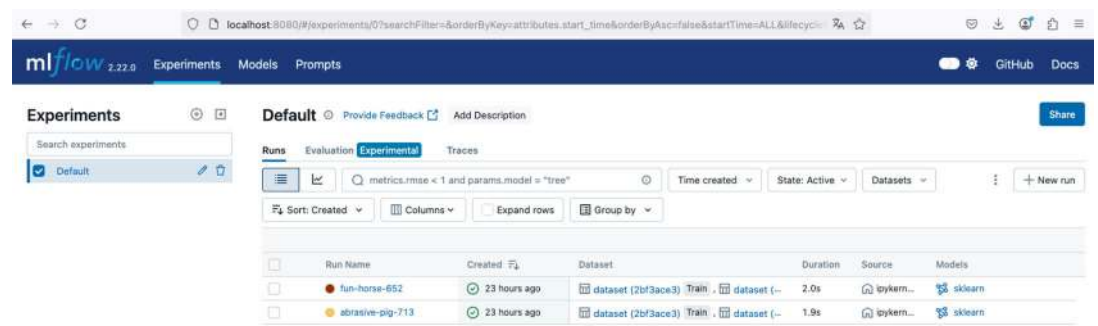 localhost:8080/#/experiments/0?searchFilter=&orderByKey=attributes.start_time&orderByAsc=false&startTime=ALL&lifecycle
mlflow 2.22.0 Experiments Models Prompts GitHub Docs
Experiments
Search experiments
Default
Default Provide Feedback Add Description Share
Runs Evaluation Experimental Traces
metrics.rmse < 1 and params.model = "tree" Time created State: Active Datasets + New run
Sort: Created Columns Expand rows Group by
Run Name Created Dataset Duration Source Models
fun-horse-652 23 hours ago dataset (2bf3ace3) Train , dataset (... 2.0s ipykern... sklearn
abrasive-pig-713 23 hours ago dataset (2bf3ace3) Train , dataset (... 1.9s ipykern... sklearn